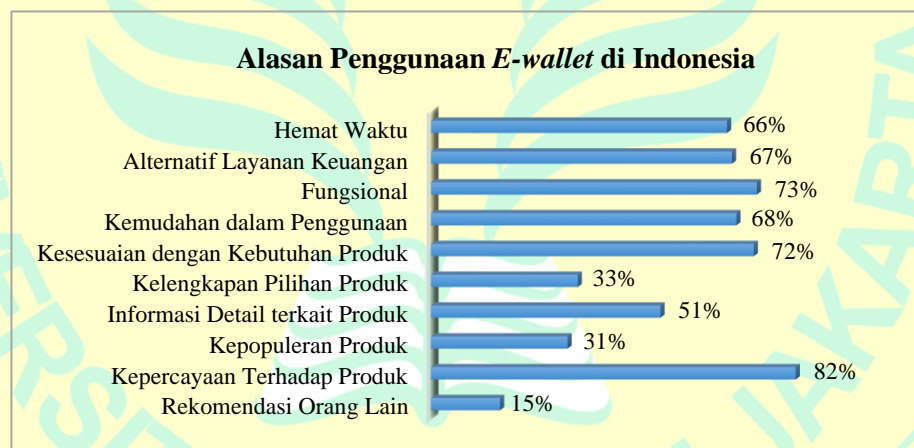 Alasan Penggunaan E-wallet di Indonesia
Hemat Waktu 66%
Alternatif Layanan Keuangan 67%
Fungsional 73%
Kemudahan dalam Penggunaan 68%
Kesesuaian dengan Kebutuhan Produk 72%
Kelengkapan Pilihan Produk 33%
Informasi Detail terkait Produk 51%
Kepopuleran Produk 31%
Kepercayaan Terhadap Produk 82%
Rekomendasi Orang Lain 15%